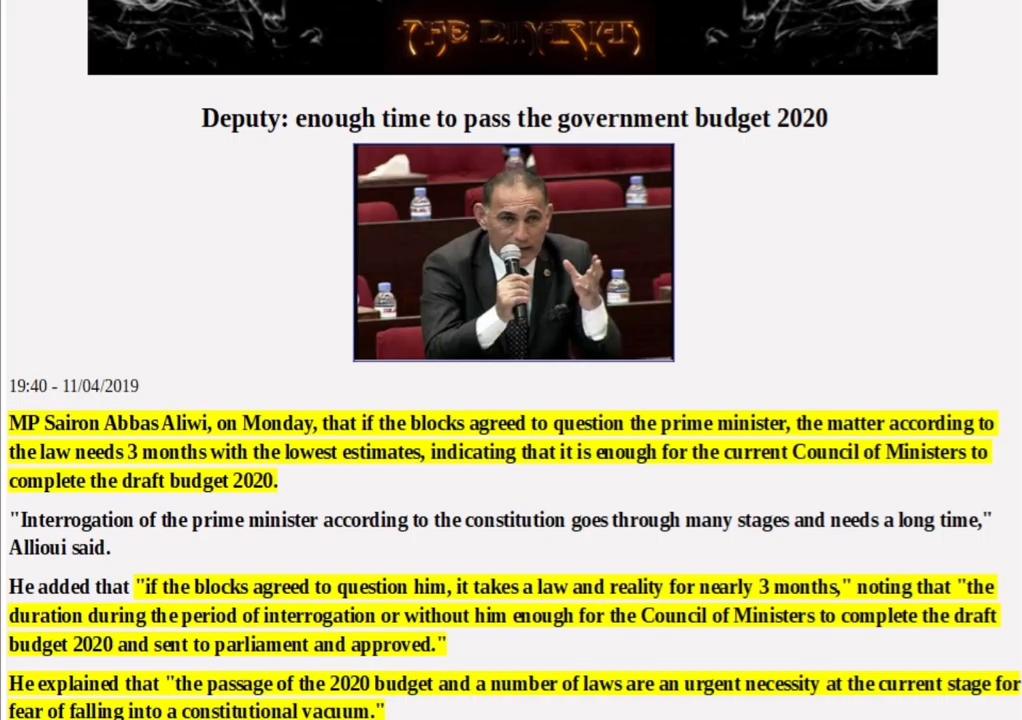 THE DINARIAN
Deputy: enough time to pass the government budget 2020
19:40 - 11/04/2019
MP Sairon Abbas Aliwi, on Monday, that if the blocks agreed to question the prime minister, the matter according to
the law needs 3 months with the lowest estimates, indicating that it is enough for the current Council of Ministers to
complete the draft budget 2020.
"Interrogation of the prime minister according to the constitution goes through many stages and needs a long time,"
Allioui said.
He added that "if the blocks agreed to question him, it takes a law and reality for nearly 3 months," noting that "the
duration during the period of interrogation or without him enough for the Council of Ministers to complete the draft
budget 2020 and sent to parliament and approved."
He explained that "the passage of the 2020 budget and a number of laws are an urgent necessity at the current stage for
fear of falling into a constitutional vacuum."